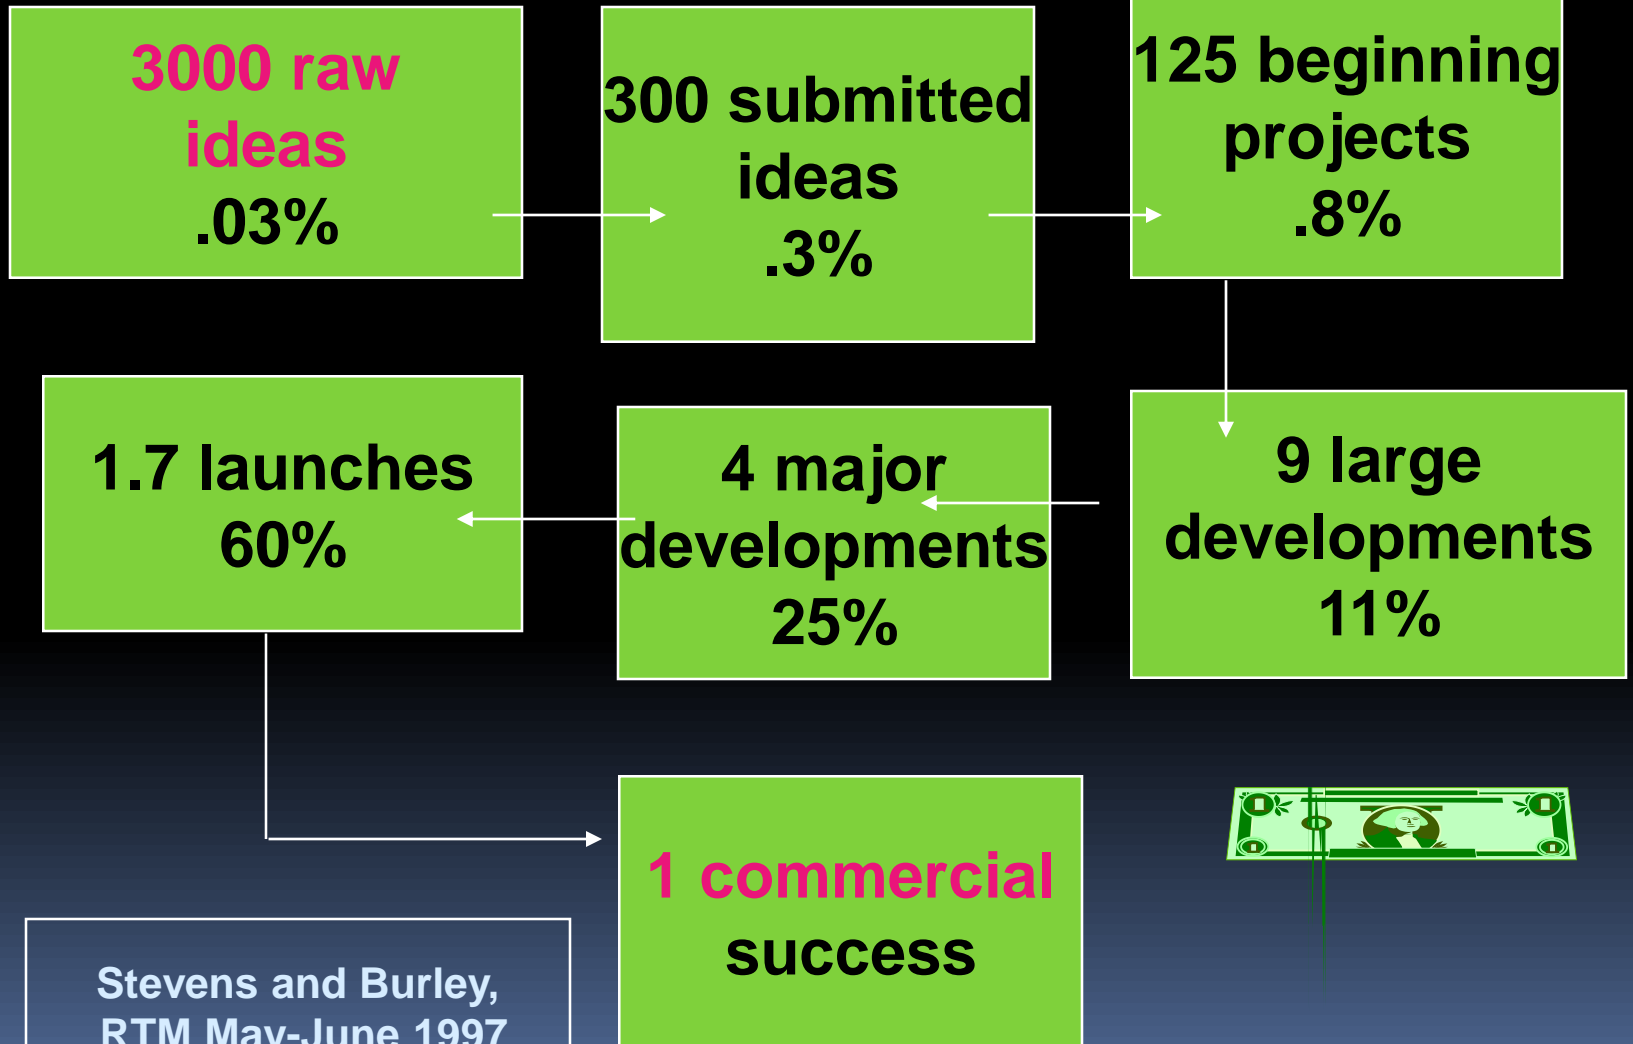 3000 raw
ideas
.03%
300 submitted
ideas
.3%
125 beginning
projects
.8%
9 large
developments
11%
4 major
developments
25%
1.7 launches
60%
1 commercial
success
Stevens and Burley,
RTM May-June 1997